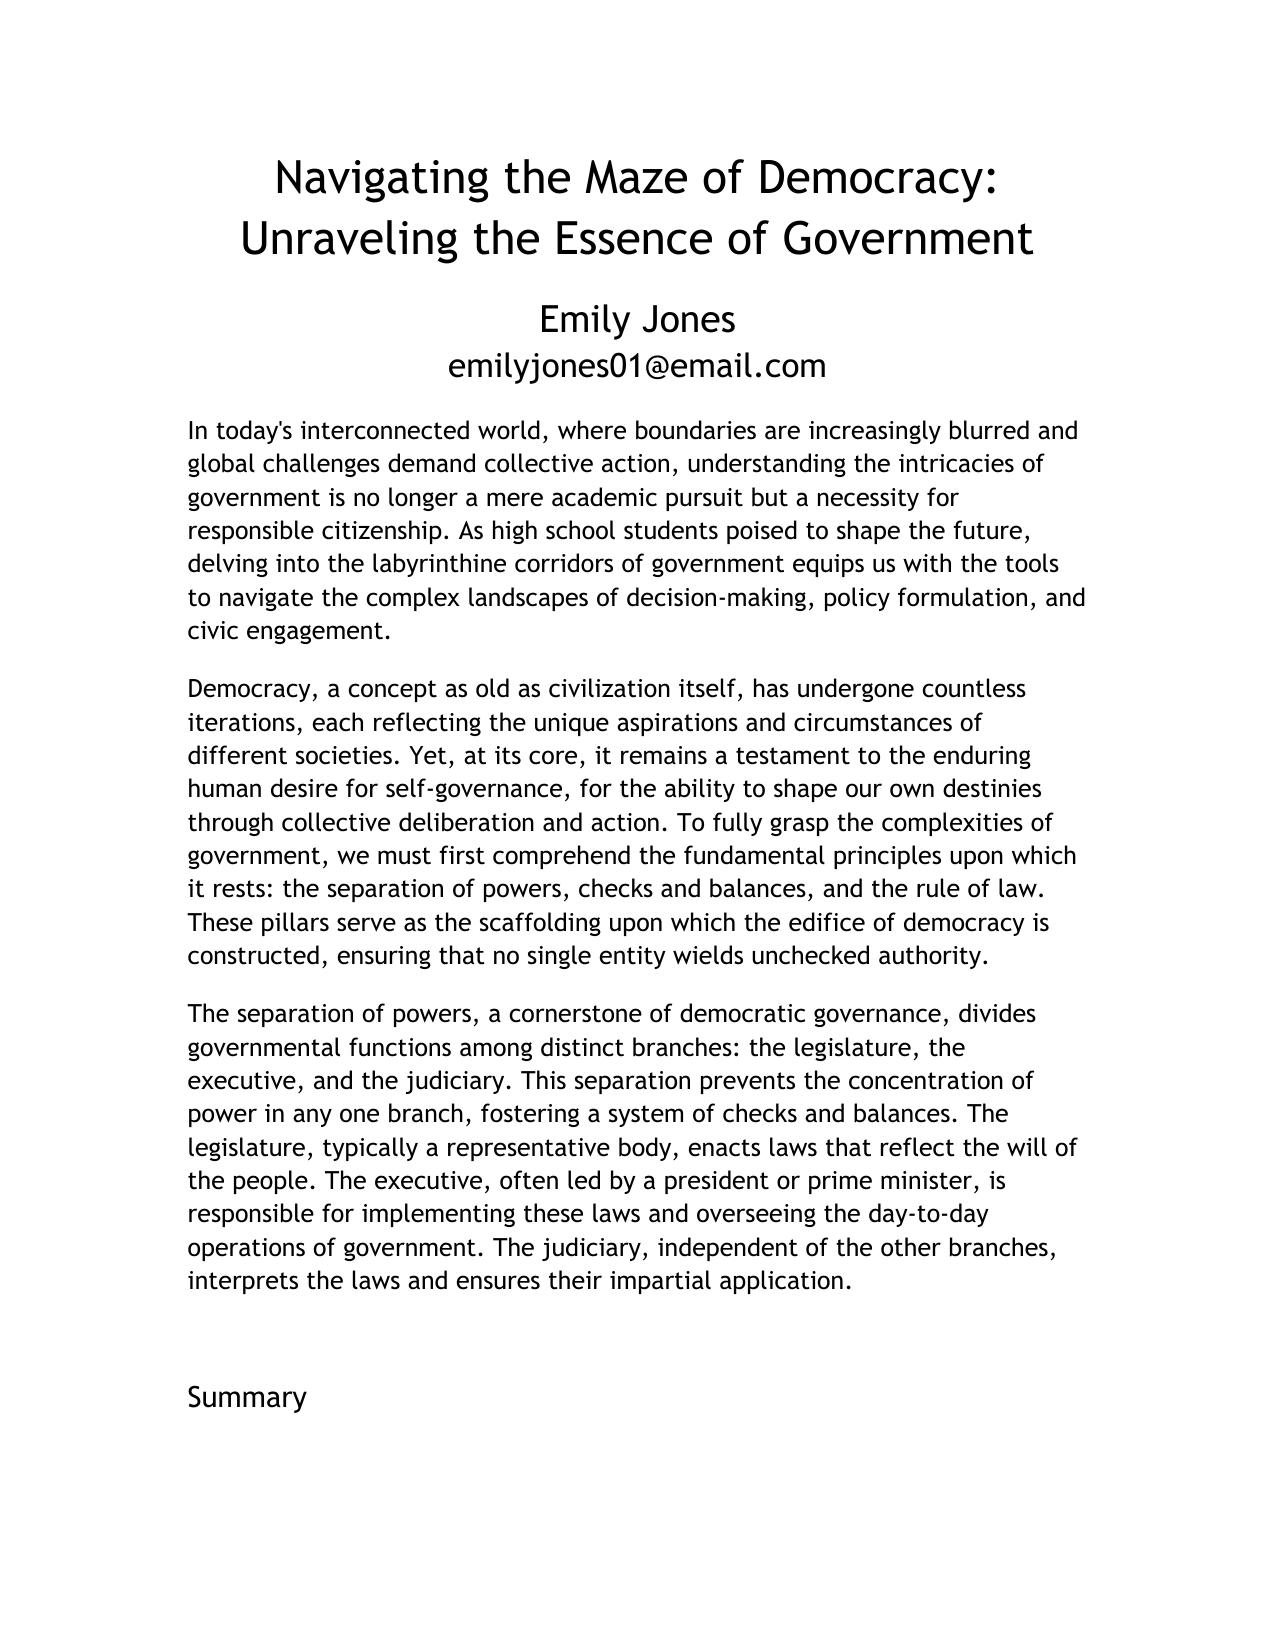 Navigating the Maze of Democracy:
Unraveling the Essence of Government
Emily Jones
emilyjones01@email.com
In today's interconnected world, where boundaries are increasingly blurred and
global challenges demand collective action, understanding the intricacies of
government is no longer a mere academic pursuit but a necessity for
responsible citizenship. As high school students poised to shape the future,
delving into the labyrinthine corridors of government equips us with the tools
to navigate the complex landscapes of decision-making, policy formulation, and
civic engagement.
Democracy, a concept as old as civilization itself, has undergone countless
iterations, each reflecting the unique aspirations and circumstances of
different societies. Yet, at its core, it remains a testament to the enduring
human desire for self-governance, for the ability to shape our own destinies
through collective deliberation and action. To fully grasp the complexities of
government, we must first comprehend the fundamental principles upon which
it rests: the separation of powers, checks and balances, and the rule of law.
These pillars serve as the scaffolding upon which the edifice of democracy is
constructed, ensuring that no single entity wields unchecked authority.
The separation of powers, a cornerstone of democratic governance, divides
governmental functions among distinct branches: the legislature, the
executive, and the judiciary. This separation prevents the concentration of
power in any one branch, fostering a system of checks and balances. The
legislature, typically a representative body, enacts laws that reflect the will of
the people. The executive, often led by a president or prime minister, is
responsible for implementing these laws and overseeing the day-to-day
operations of government. The judiciary, independent of the other branches,
interprets the laws and ensures their impartial application.
Summary